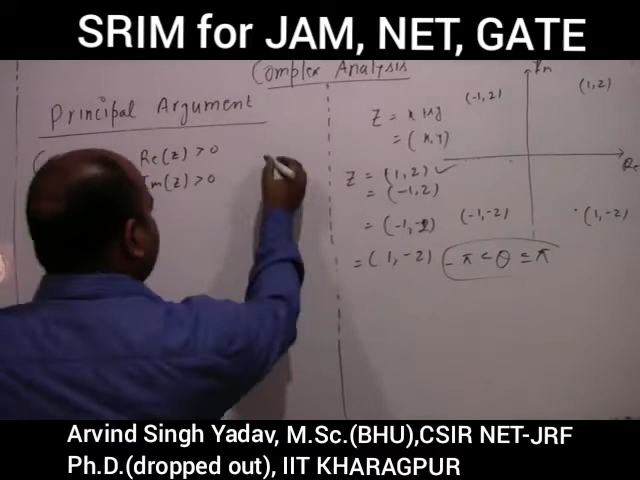 SRIM for JAM, NET, GATE
Complex Analysis
Principal Argument
Re(z) > 0
Im(z) > 0
Z = x + iy
= (x, y)
Z = (1, 2) ✓
= (-1, 2)
= (-1, -2)
= (1, -2)
- π < θ ≤ π
Im
(-1, 2)
(1, 2)
Re
(-1, -2)
(1, -2)
Arvind Singh Yadav, M.Sc.(BHU),CSIR NET-JRF
Ph.D.(dropped out), IIT KHARAGPUR